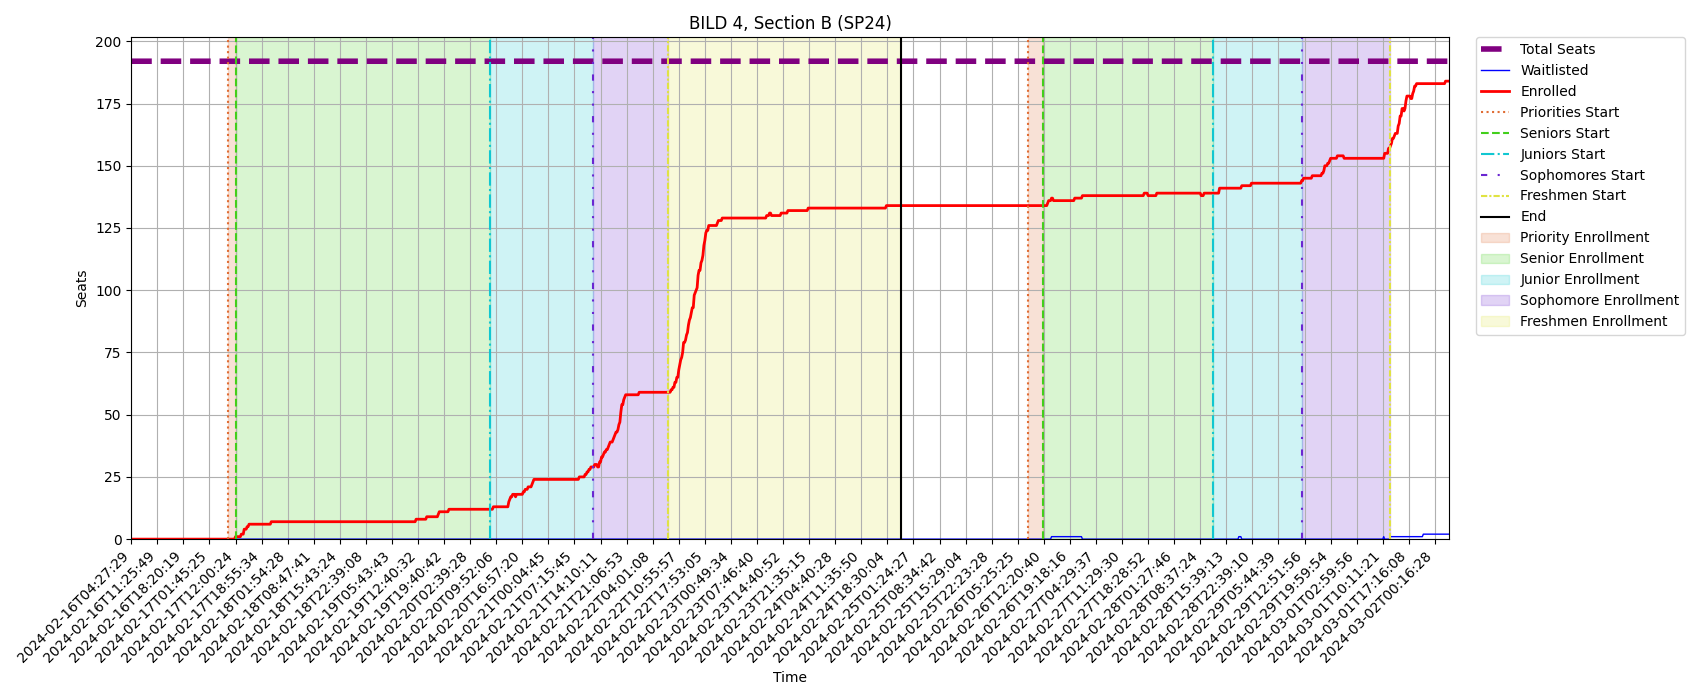 BILD 4, Section B (SP24)
Seats
200
175
150
125
100
75
50
25
0
2024-02-16T04:27:29
2024-02-16T11:25:49
2024-02-16T18:20:19
2024-02-17T01:45:25
2024-02-17T12:00:24
2024-02-17T18:55:34
2024-02-18T01:54:28
2024-02-18T08:47:41
2024-02-18T15:43:24
2024-02-18T22:39:08
2024-02-19T05:43:43
2024-02-19T12:40:32
2024-02-19T19:40:42
2024-02-20T09:52:06
2024-02-20T16:57:20
2024-02-21T00:04:45
2024-02-21T07:15:45
2024-02-21T14:10:11
2024-02-21T21:06:53
2024-02-22T04:01:08
2024-02-22T10:55:57
2024-02-22T17:53:05
2024-02-23T00:49:34
2024-02-23T07:46:40
2024-02-23T14:40:52
2024-02-23T21:35:15
2024-02-24T04:40:28
2024-02-24T11:35:50
2024-02-24T18:30:04
2024-02-25T01:24:27
2024-02-25T08:34:42
2024-02-25T15:29:04
2024-02-25T22:23:28
2024-02-26T05:25:25
2024-02-26T12:20:40
2024-02-26T19:18:16
2024-02-27T04:29:37
2024-02-27T11:29:30
2024-02-27T18:28:52
2024-02-28T01:27:46
2024-02-28T08:37:24
2024-02-28T15:39:13
2024-02-28T22:39:10
2024-02-29T05:44:39
2024-02-29T12:51:56
2024-02-29T19:59:54
2024-03-01T02:59:56
2024-03-01T10:11:21
2024-03-01T17:16:08
2024-03-02T00:16:28
Time
Total Seats
Waitlisted
Enrolled
Priorities Start
Seniors Start
Juniors Start
Sophomores Start
Freshmen Start
End
Priority Enrollment
Senior Enrollment
Junior Enrollment
Sophomore Enrollment
Freshmen Enrollment